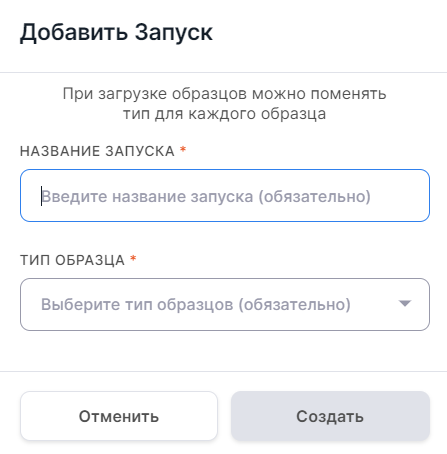 Добавить Запуск
При загрузке образцов можно поменять
тип для каждого образца
НАЗВАНИЕ ЗАПУСКА *
Введите название запуска (обязательно)
ТИП ОБРАЗЦА *
Выберите тип образцов (обязательно)
Отменить
Создать